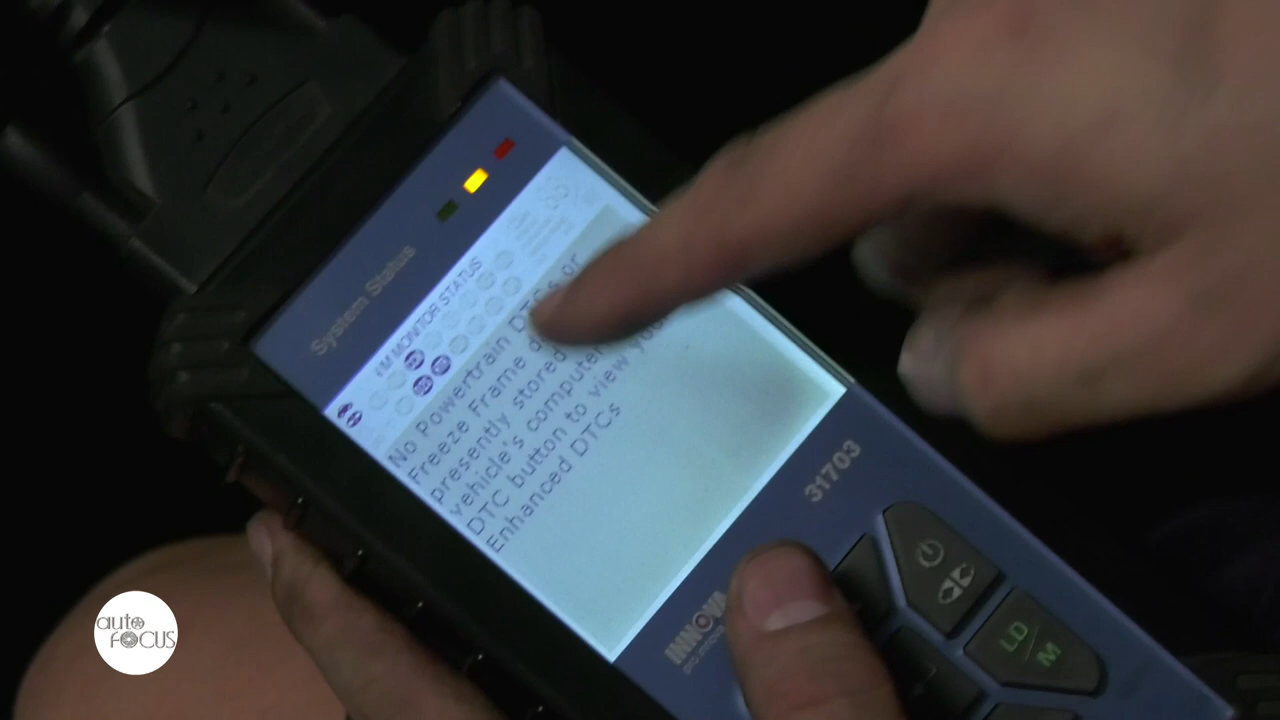 System Status
I/M MONITOR STATUS
No Powertrain DTCs or
Freeze Frame
presently stored
vehicle's computer
DTC button to view
Enhanced DTCs
31703
INNOVA
LD/M
auto
FOCUS